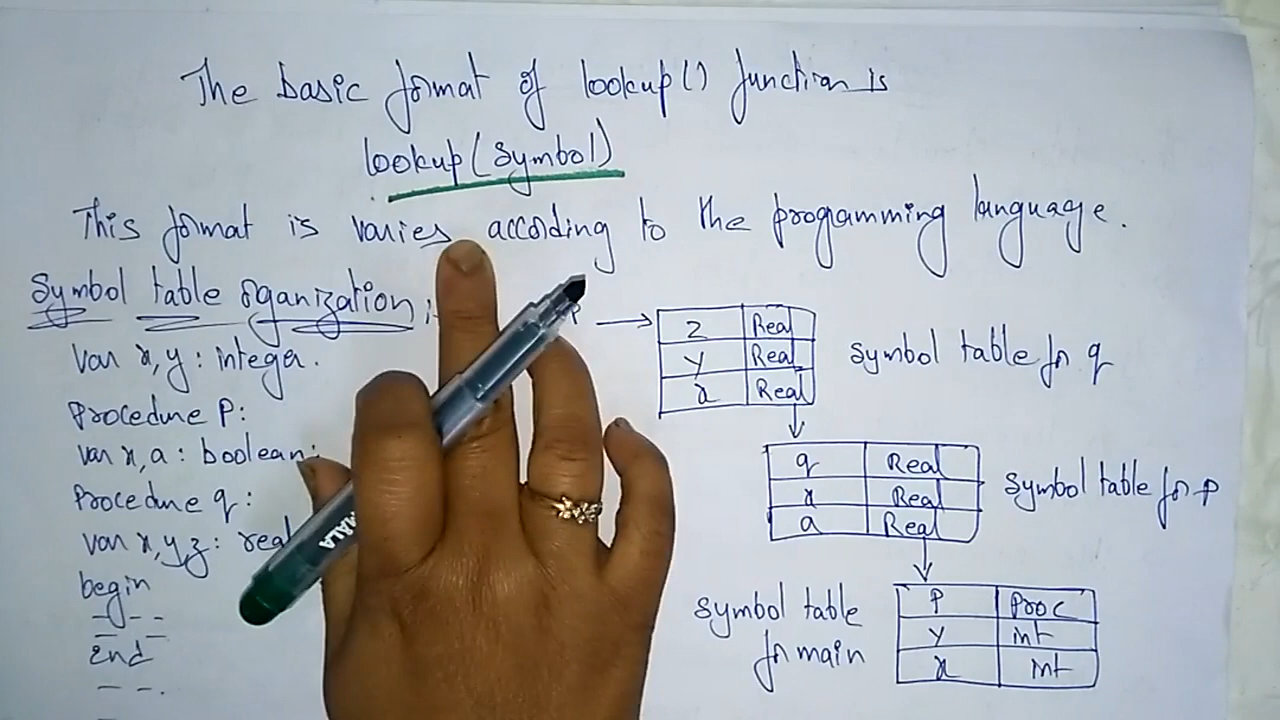 The basic format of lookup() function is
lookup(symbol)
This format is varies according to the progamming language.
Symbol table organization:
var x,y: integer.
Procedure P:
var x,a: boolean:
Procedure q:
var x,y,z: real
begin
End
P
Z Real
y Real
x Real
Symbol table for q
q Real
x Real
a Real
Symbol table for p
Symbol table
for main
P Proc
y int
x int